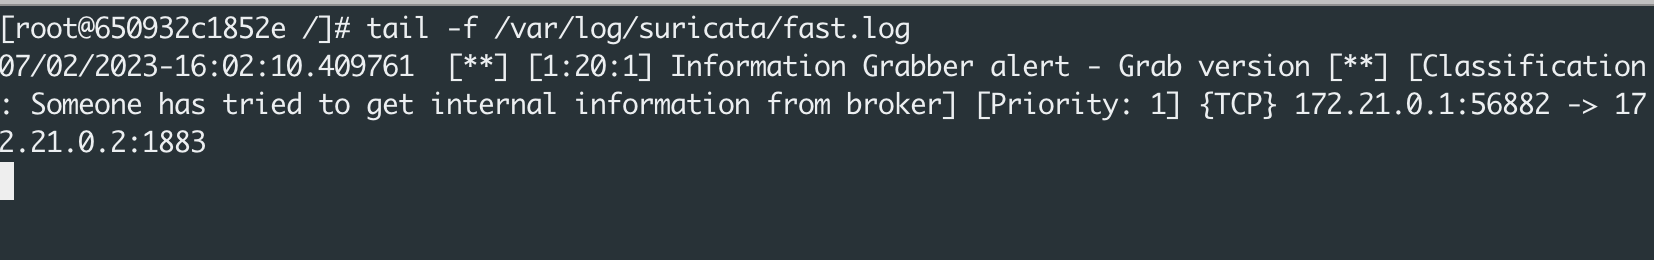 [root@650932c1852e /]# tail -f /var/log/suricata/fast.log
07/02/2023-16:02:10.409761  [**] [1:20:1] Information Grabber alert - Grab version [**] [Classification
: Someone has tried to get internal information from broker] [Priority: 1] {TCP} 172.21.0.1:56882 -> 17
2.21.0.2:1883